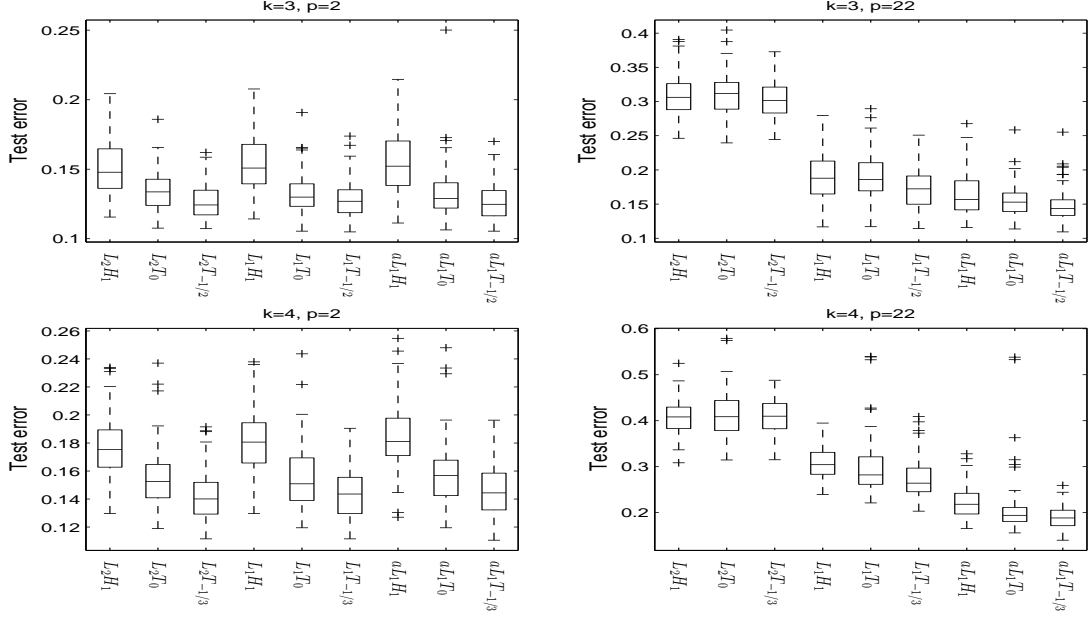 k=3, p=2
0.25
0.2
0.15
0.1
Test error
L₂H₁
L₂T₀
L₂T₋₁/₂
L₁H₁
L₁T₀
L₁T₋₁/₂
aL₁H₁
aL₁T₀
aL₁T₋₁/₂
k=3, p=22
0.4
0.35
0.3
0.25
0.2
0.15
0.1
Test error
L₂H₁
L₂T₀
L₂T₋₁/₂
L₁H₁
L₁T₀
L₁T₋₁/₂
aL₁H₁
aL₁T₀
aL₁T₋₁/₂
k=4, p=2
0.26
0.24
0.22
0.2
0.18
0.16
0.14
0.12
Test error
L₂H₁
L₂T₀
L₂T₋₁/₃
L₁H₁
L₁T₀
L₁T₋₁/₃
aL₁H₁
aL₁T₀
aL₁T₋₁/₃
k=4, p=22
0.6
0.5
0.4
0.3
0.2
Test error
L₂H₁
L₂T₀
L₂T₋₁/₃
L₁H₁
L₁T₀
L₁T₋₁/₃
aL₁H₁
aL₁T₀
aL₁T₋₁/₃